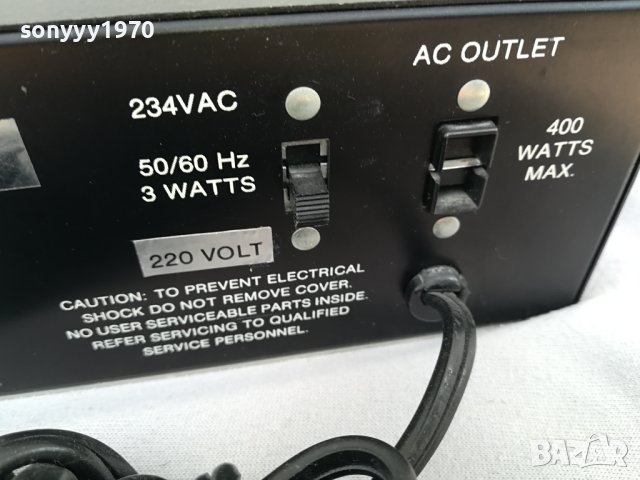 sonyyy1970
AC OUTLET
234VAC
50/60 Hz
3 WATTS
400
WATTS
MAX.
220 VOLT
CAUTION: TO PREVENT ELECTRICAL
SHOCK DO NOT REMOVE COVER.
NO USER SERVICEABLE PARTS INSIDE.
REFER SERVICING TO QUALIFIED
SERVICE PERSONNEL.
BAZAR